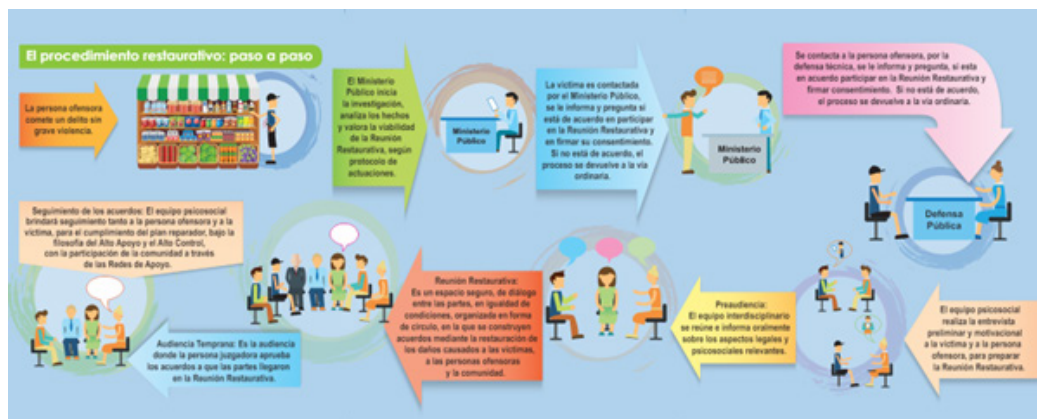 El procedimiento restaurativo: paso a paso
La persona ofensora
comete un delito sin
grave violencia.
El Ministerio
Público inicia
la investigación,
analiza los hechos
y valora la viabilidad
de la Reunión
Restaurativa, según
protocolo de
actuaciones.
Ministerio
Público
La víctima es contactada
por el Ministerio Público,
se le informa y pregunta si
está de acuerdo en participar
en la Reunión Restaurativa y
en firmar su consentimiento.
Si no está de acuerdo, el
proceso se devuelve a la vía
ordinaria.
Ministerio
Público
Se contacta a la persona ofensora, por la
defensa técnica, se le informa y pregunta, si esta
en acuerdo participar en la Reunión Restaurativa y
firmar consentimiento. Si no está de acuerdo,
el proceso se devuelve a la vía ordinaria.
Defensa
Pública
El equipo psicosocial
realiza la entrevista
preliminar y motivacional
a la víctima y a la persona
ofensora, para preparar
la Reunión Restaurativa.
Preaudiencia:
El equipo interdisciplinario
se reúne e informa oralmente
sobre los aspectos legales y
psicosociales relevantes.
Reunión Restaurativa:
Es un espacio seguro, de diálogo
entre las partes, en igualdad de
condiciones, organizada en forma
de círculo, en la que se construyen
acuerdos mediante la restauración de
los daños causados a las víctimas,
a las personas ofensoras
y la comunidad.
Audiencia Temprana: Es la audiencia
donde la persona juzgadora aprueba
los acuerdos a que las partes llegaron
en la Reunión Restaurativa.
Seguimiento de los acuerdos: El equipo psicosocial
brindará seguimiento tanto a la persona ofensora y a la
víctima, para el cumplimiento del plan reparador, bajo la
filosofía del Alto Apoyo y el Alto Control,
con la participación de la comunidad a través
de las Redes de Apoyo.